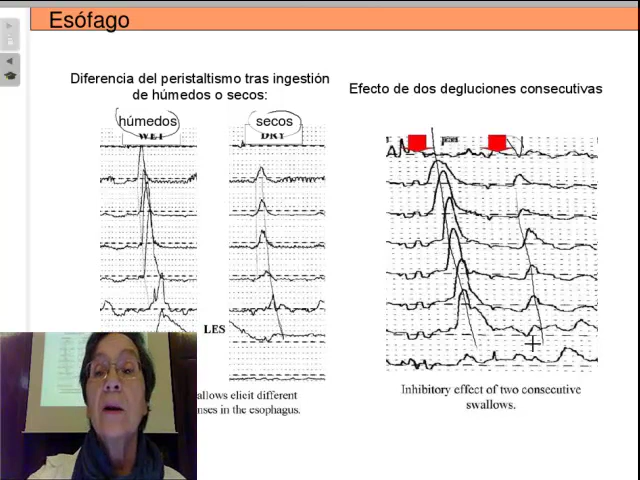 Esófago
Diferencia del peristaltismo tras ingestión
de húmedos o secos:
Efecto de dos degluciones consecutivas
húmedos
secos
WET
DRY
A
LES
allows elicit different
nses in the esophagus.
Inhibitory effect of two consecutive
swallows.